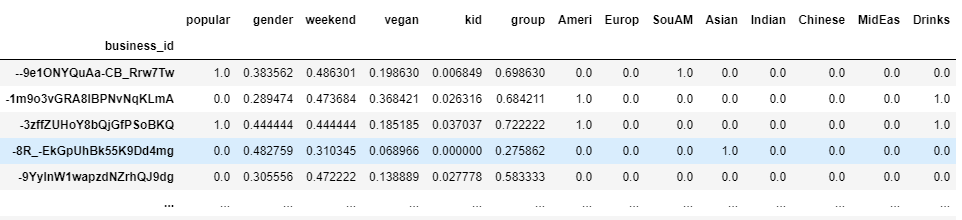 popular gender weekend vegan kid group Ameri Europ SouAM Asian Indian Chinese MidEas Drinks
business_id
--9e1ONYQuAa-CB_Rrw7Tw 1.0 0.383562 0.486301 0.198630 0.006849 0.698630 0.0 0.0 1.0 0.0 0.0 0.0 0.0 0.0
-1m9o3vGRA8IBPNvNqKLmA 0.0 0.289474 0.473684 0.368421 0.026316 0.684211 1.0 0.0 0.0 0.0 0.0 0.0 0.0 1.0
-3zffZUHoY8bQjGfPSoBKQ 1.0 0.444444 0.444444 0.185185 0.037037 0.722222 1.0 0.0 0.0 0.0 0.0 0.0 0.0 1.0
-8R_-EkGpUhBk55K9Dd4mg 0.0 0.482759 0.310345 0.068966 0.000000 0.275862 0.0 0.0 0.0 1.0 0.0 0.0 0.0 0.0
-9YyInW1wapzdNZrhQJ9dg 0.0 0.305556 0.472222 0.138889 0.027778 0.583333 0.0 0.0 0.0 0.0 0.0 0.0 0.0 0.0
... ... ... ... ... ... ... ... ... ... ... ... ... ... ...